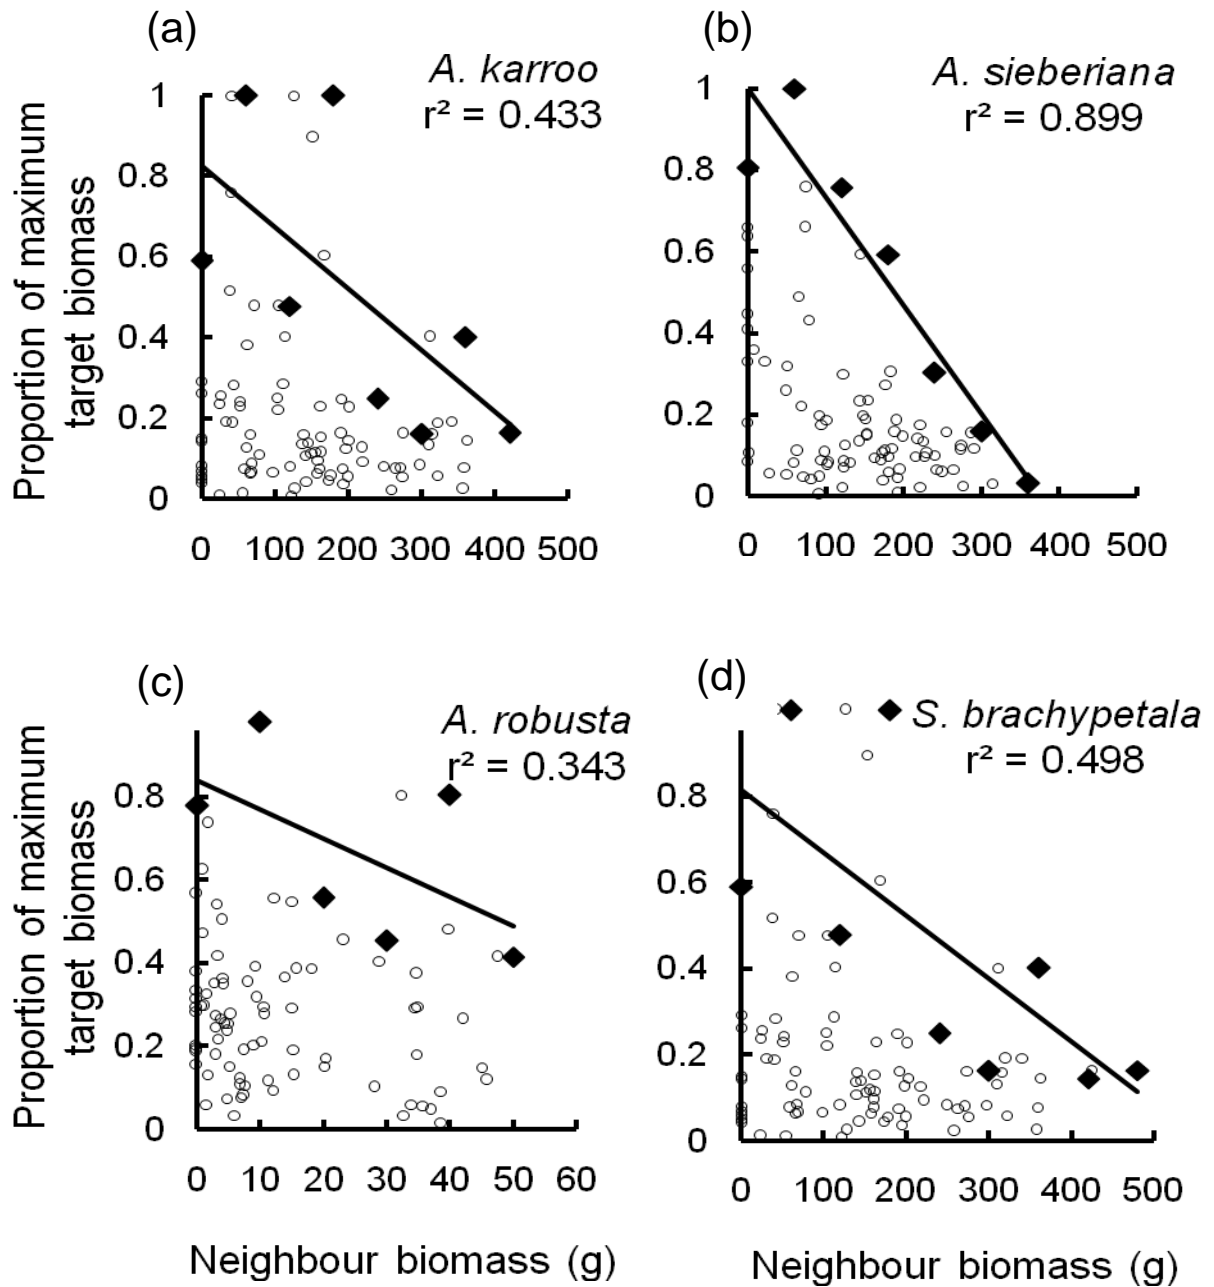 (a)
A. karroo
r² = 0.433
Proportion of maximum
target biomass
1
0.8
0.6
0.4
0.2
0
0 100 200 300 400 500
(b)
A. sieberiana
r² = 0.899
1
0.8
0.6
0.4
0.2
0
0 100 200 300 400 500
(c)
A. robusta
r² = 0.343
Proportion of maximum
target biomass
0.8
0.6
0.4
0.2
0
0 10 20 30 40 50 60
Neighbour biomass (g)
(d)
S. brachypetala
r² = 0.498
0.8
0.6
0.4
0.2
0
0 100 200 300 400 500
Neighbour biomass (g)